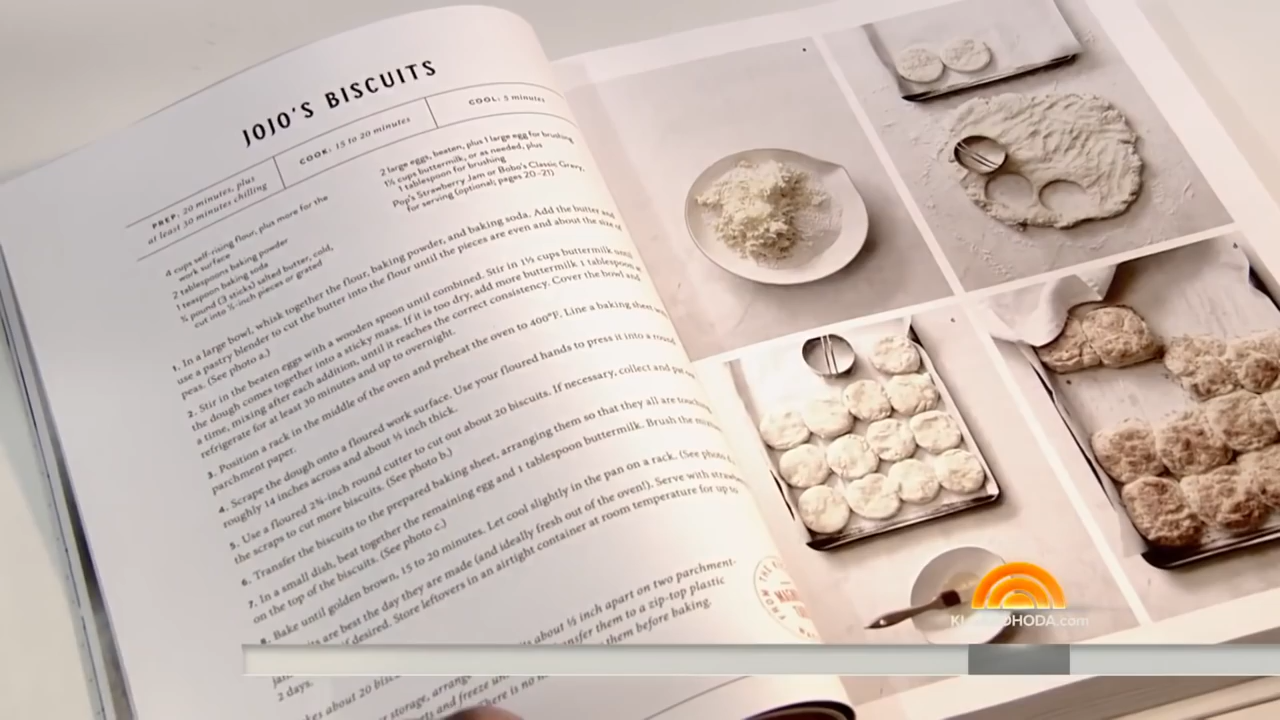 JOJO'S BISCUITS
PREP: 20 minutes, plus
at least 30 minutes chilling
COOK: 15 to 20 minutes
COOL: 5 minutes
4 cups self-rising flour, plus more for the
work surface
2 tablespoons baking powder
1 teaspoon baking soda
¾ pound (3 sticks) salted butter, cold,
cut into ½-inch pieces or grated
2 large eggs, beaten, plus 1 large egg for brushing
1½ cups buttermilk, or as needed, plus
1 tablespoon for brushing
Pop's Strawberry Jam or Bobo's Classic Gravy,
for serving (optional; pages 20-21)
1. In a large bowl, whisk together the flour, baking powder, and baking soda. Add the butter and
use a pastry blender to cut the butter into the flour until the pieces are even and about the size of
peas. (See photo a.)
2. Stir in the beaten eggs with a wooden spoon until combined. Stir in 1½ cups buttermilk until
the dough comes together into a sticky mass. If it is too dry, add more buttermilk 1 tablespoon at
a time, mixing after each addition, until it reaches the correct consistency. Cover the bowl and
refrigerate for at least 30 minutes and up to overnight.
3. Position a rack in the middle of the oven and preheat the oven to 400°F. Line a baking sheet with
parchment paper.
4. Scrape the dough onto a floured work surface. Use your floured hands to press it into a round
roughly 14 inches across and about ½ inch thick.
5. Use a floured 2¾-inch round cutter to cut out about 20 biscuits. If necessary, collect and pat out
the scraps to cut more biscuits. (See photo b.)
6. Transfer the biscuits to the prepared baking sheet, arranging them so that they all are touching.
7. In a small dish, beat together the remaining egg and 1 tablespoon buttermilk. Brush the mixture
on the top of the biscuits. (See photo c.)
8. Bake until golden brown, 15 to 20 minutes. Let cool slightly in the pan on a rack. (See photo
are best the day they are made (and ideally fresh out of the oven!). Serve with
if desired. Store leftovers in an airtight container at room temperature for up to
2 days.
about 20
about ½ inch apart on two parchment-
storage,
transfer them to a zip-top plastic
and freeze
them before baking.
KLGANDHODA.com